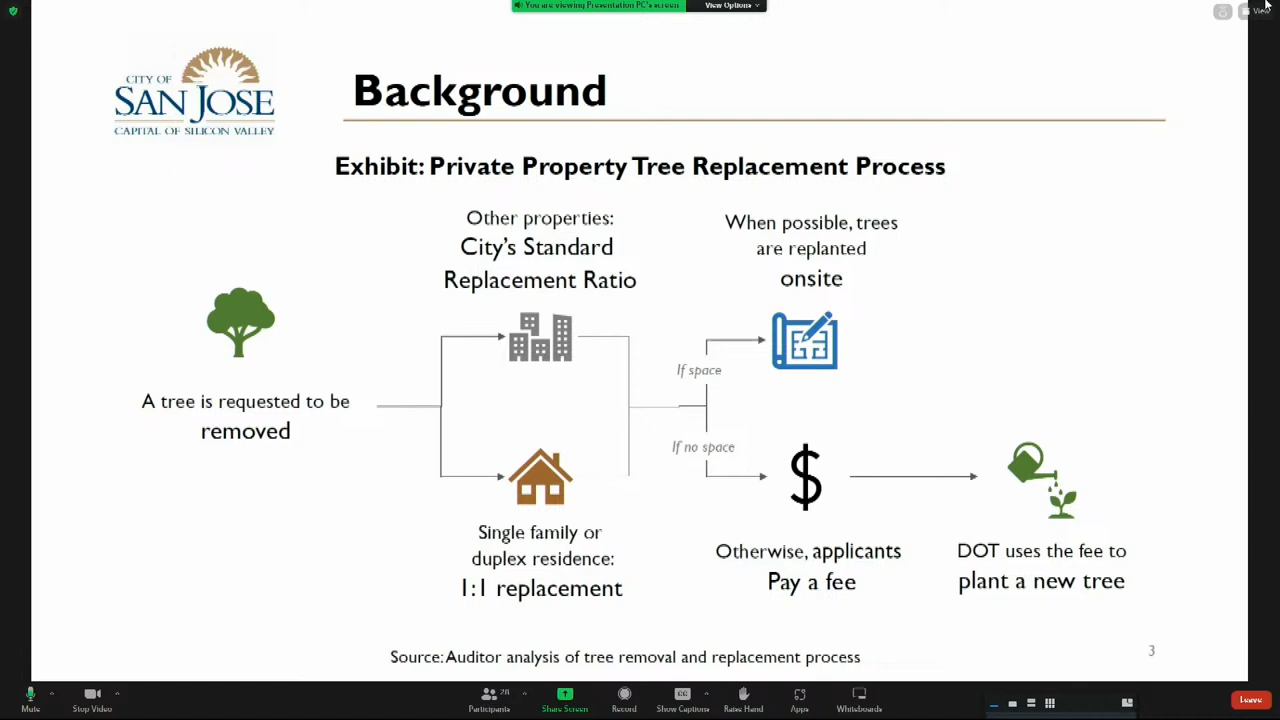 You are viewing Presentation PC's screen
View Options
View
CITY OF
SAN JOSE
CAPITAL OF SILICON VALLEY
Background
Exhibit: Private Property Tree Replacement Process
Other properties:
City's Standard
Replacement Ratio
When possible, trees
are replanted
onsite
A tree is requested to be
removed
If space
If no space
$
Single family or
duplex residence:
1:1 replacement
Otherwise, applicants
Pay a fee
DOT uses the fee to
plant a new tree
Source: Auditor analysis of tree removal and replacement process
3
Mute
Stop Video
Participants
Share Screen
Record
CC
Show Captions
Raise Hand
Apps
Whiteboards
Leave